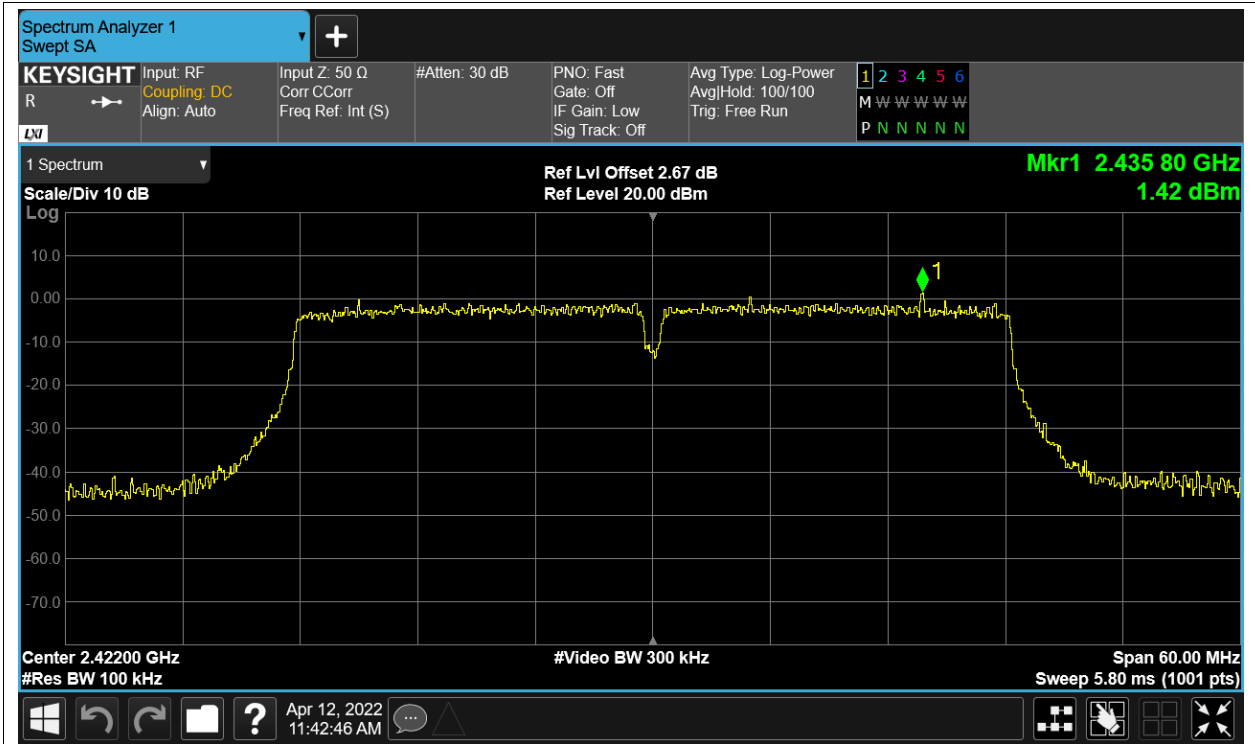 Spectrum Analyzer 1
Swept SA
KEYSIGHT
R
LXI
Input: RF
Coupling: DC
Align: Auto
Input Z: 50 Ω
Corr CCorr
Freq Ref: Int (S)
#Atten: 30 dB
PNO: Fast
Gate: Off
IF Gain: Low
Sig Track: Off
Avg Type: Log-Power
Avg|Hold: 100/100
Trig: Free Run
1 2 3 4 5 6
M W W W W W
P N N N N N
1 Spectrum
Scale/Div 10 dB
Log
Ref Lvl Offset 2.67 dB
Ref Level 20.00 dBm
Mkr1 2.435 80 GHz
1.42 dBm
10.0
0.00
-10.0
-20.0
-30.0
-40.0
-50.0
-60.0
-70.0
1
Center 2.42200 GHz
#Res BW 100 kHz
#Video BW 300 kHz
Span 60.00 MHz
Sweep 5.80 ms (1001 pts)
?
Apr 12, 2022
11:42:46 AM